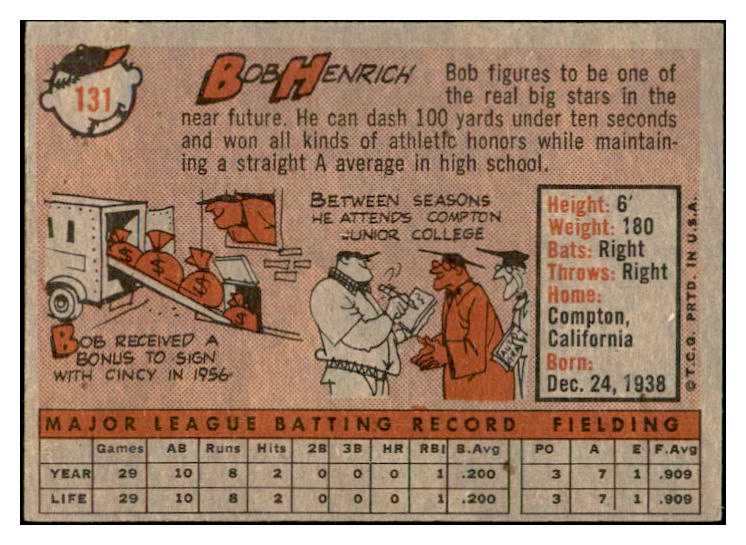 131
BOB HENRICH
Bob figures to be one of
the real big stars in the
near future. He can dash 100 yards under ten seconds
and won all kinds of athletic honors while maintain-
ing a straight A average in high school.
BETWEEN SEASONS
HE ATTENDS COMPTON
JUNIOR COLLEGE
$ $ $ $
BOB RECEIVED A
BONUS TO SIGN
WITH CINCY IN 1956
Height: 6'
Weight: 180
Bats: Right
Throws: Right
Home:
Compton,
California
Born:
Dec. 24, 1938
© T.C.G. PRTD. IN U.S.A.
MAJOR LEAGUE BATTING RECORD FIELDING
Games AB Runs Hits 2B 3B HR RBI B.Avg PO A E F.Avg
YEAR 29 10 8 2 0 0 0 1 .200 3 7 1 .909
LIFE 29 10 8 2 0 0 0 1 .200 3 7 1 .909